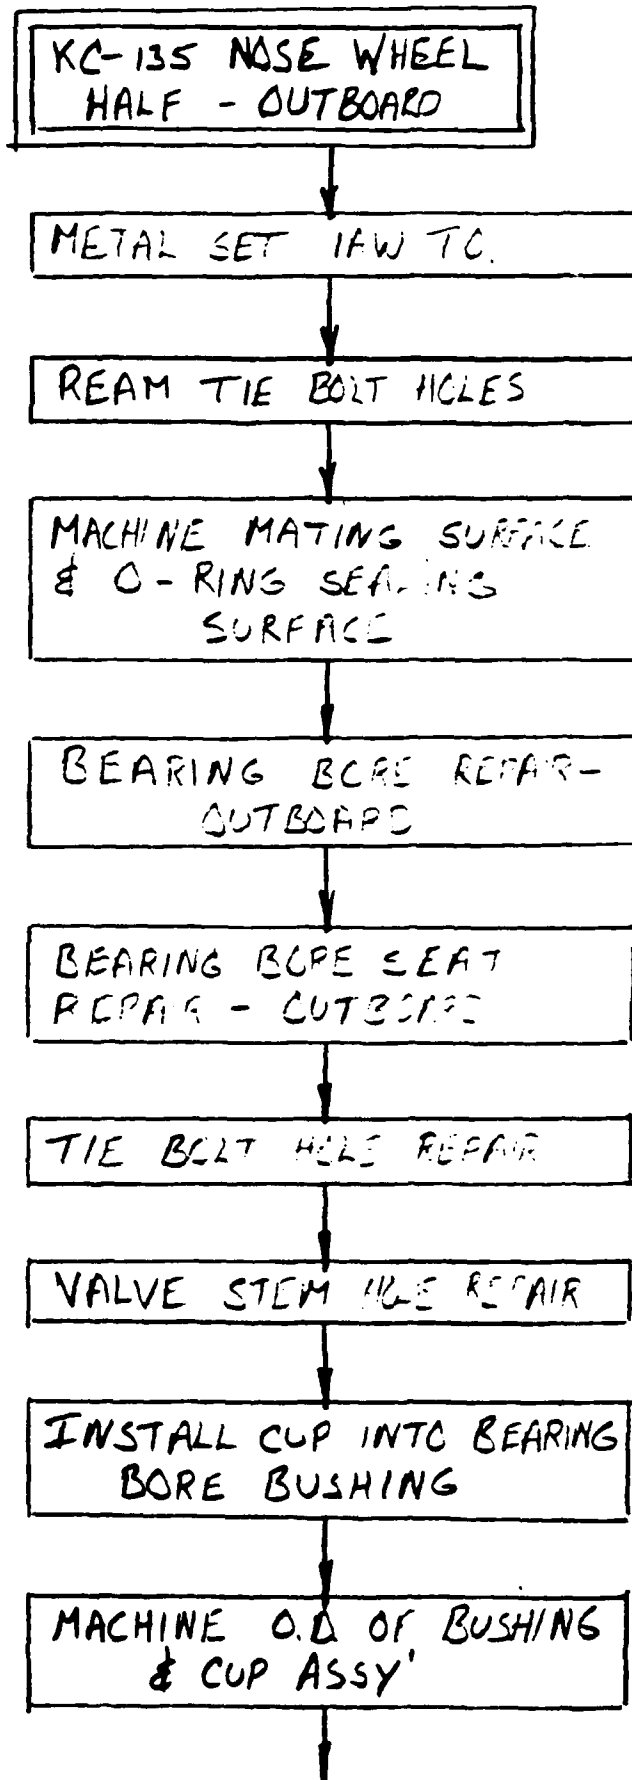 KC-135 NOSE WHEEL
HALF - OUTBOARD
METAL SET IAW TO.
REAM TIE BOLT HOLES
MACHINE MATING SURFACE
& O-RING SEALING
SURFACE
BEARING BORE REPAIR-
OUTBOARD
BEARING BORE SEAT
REPAIR - OUTBOARD
TIE BOLT HOLE REPAIR
VALVE STEM HOLE REPAIR
INSTALL CUP INTO BEARING
BORE BUSHING
MACHINE O.D. OF BUSHING
& CUP ASSY'